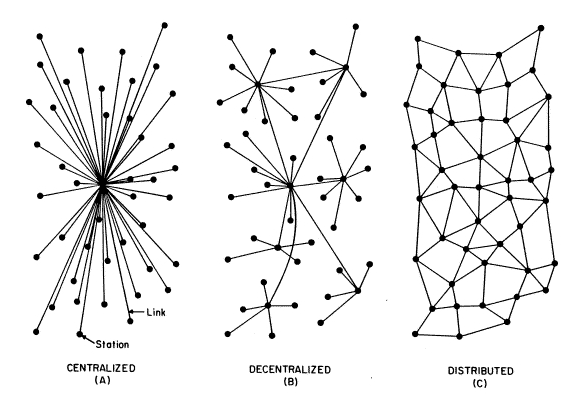 Link
Station
CENTRALIZED
(A)
DECENTRALIZED
(B)
DISTRIBUTED
(C)